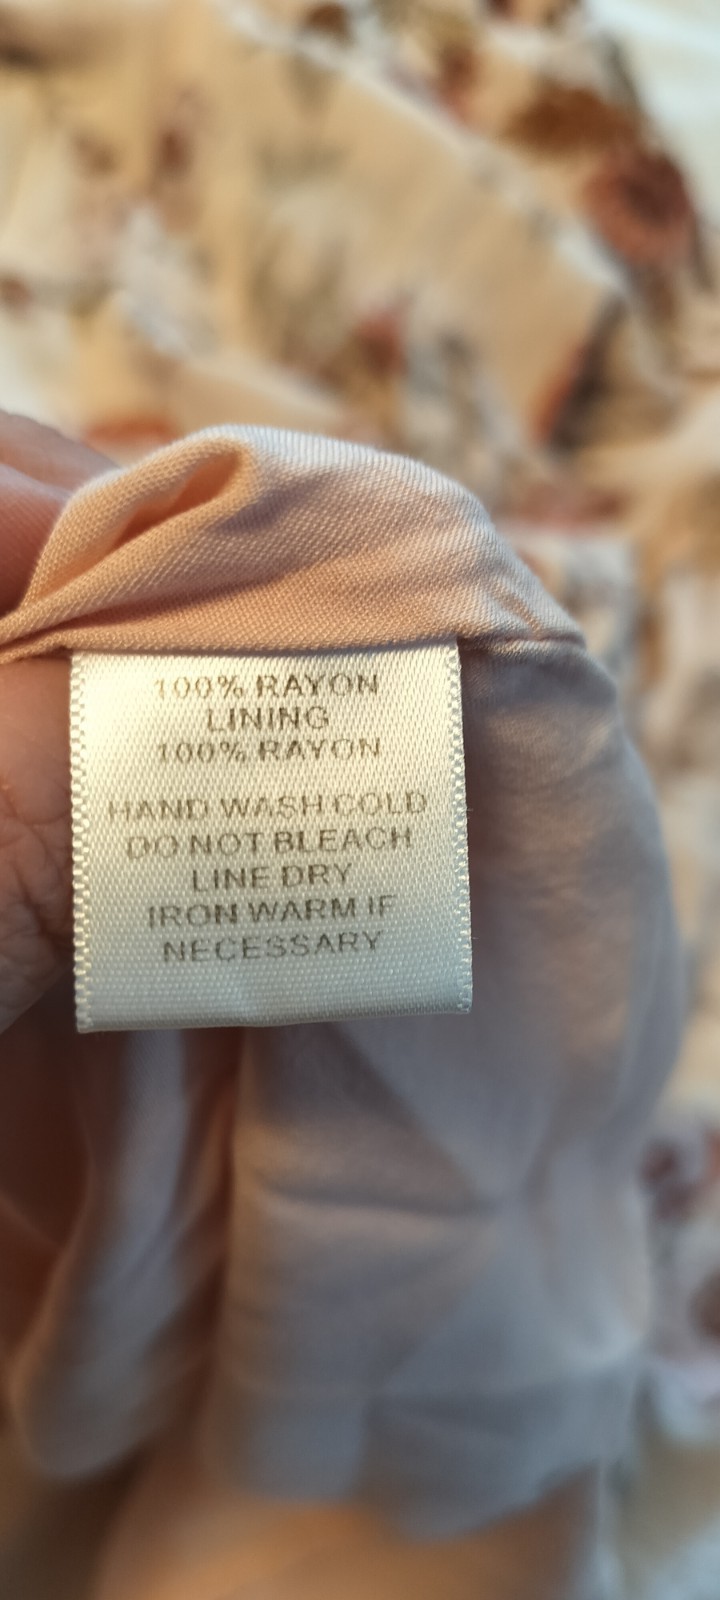 100% RAYON
LINING
100% RAYON
HAND WASH COLD
DO NOT BLEACH
LINE DRY
IRON WARM IF
NECESSARY